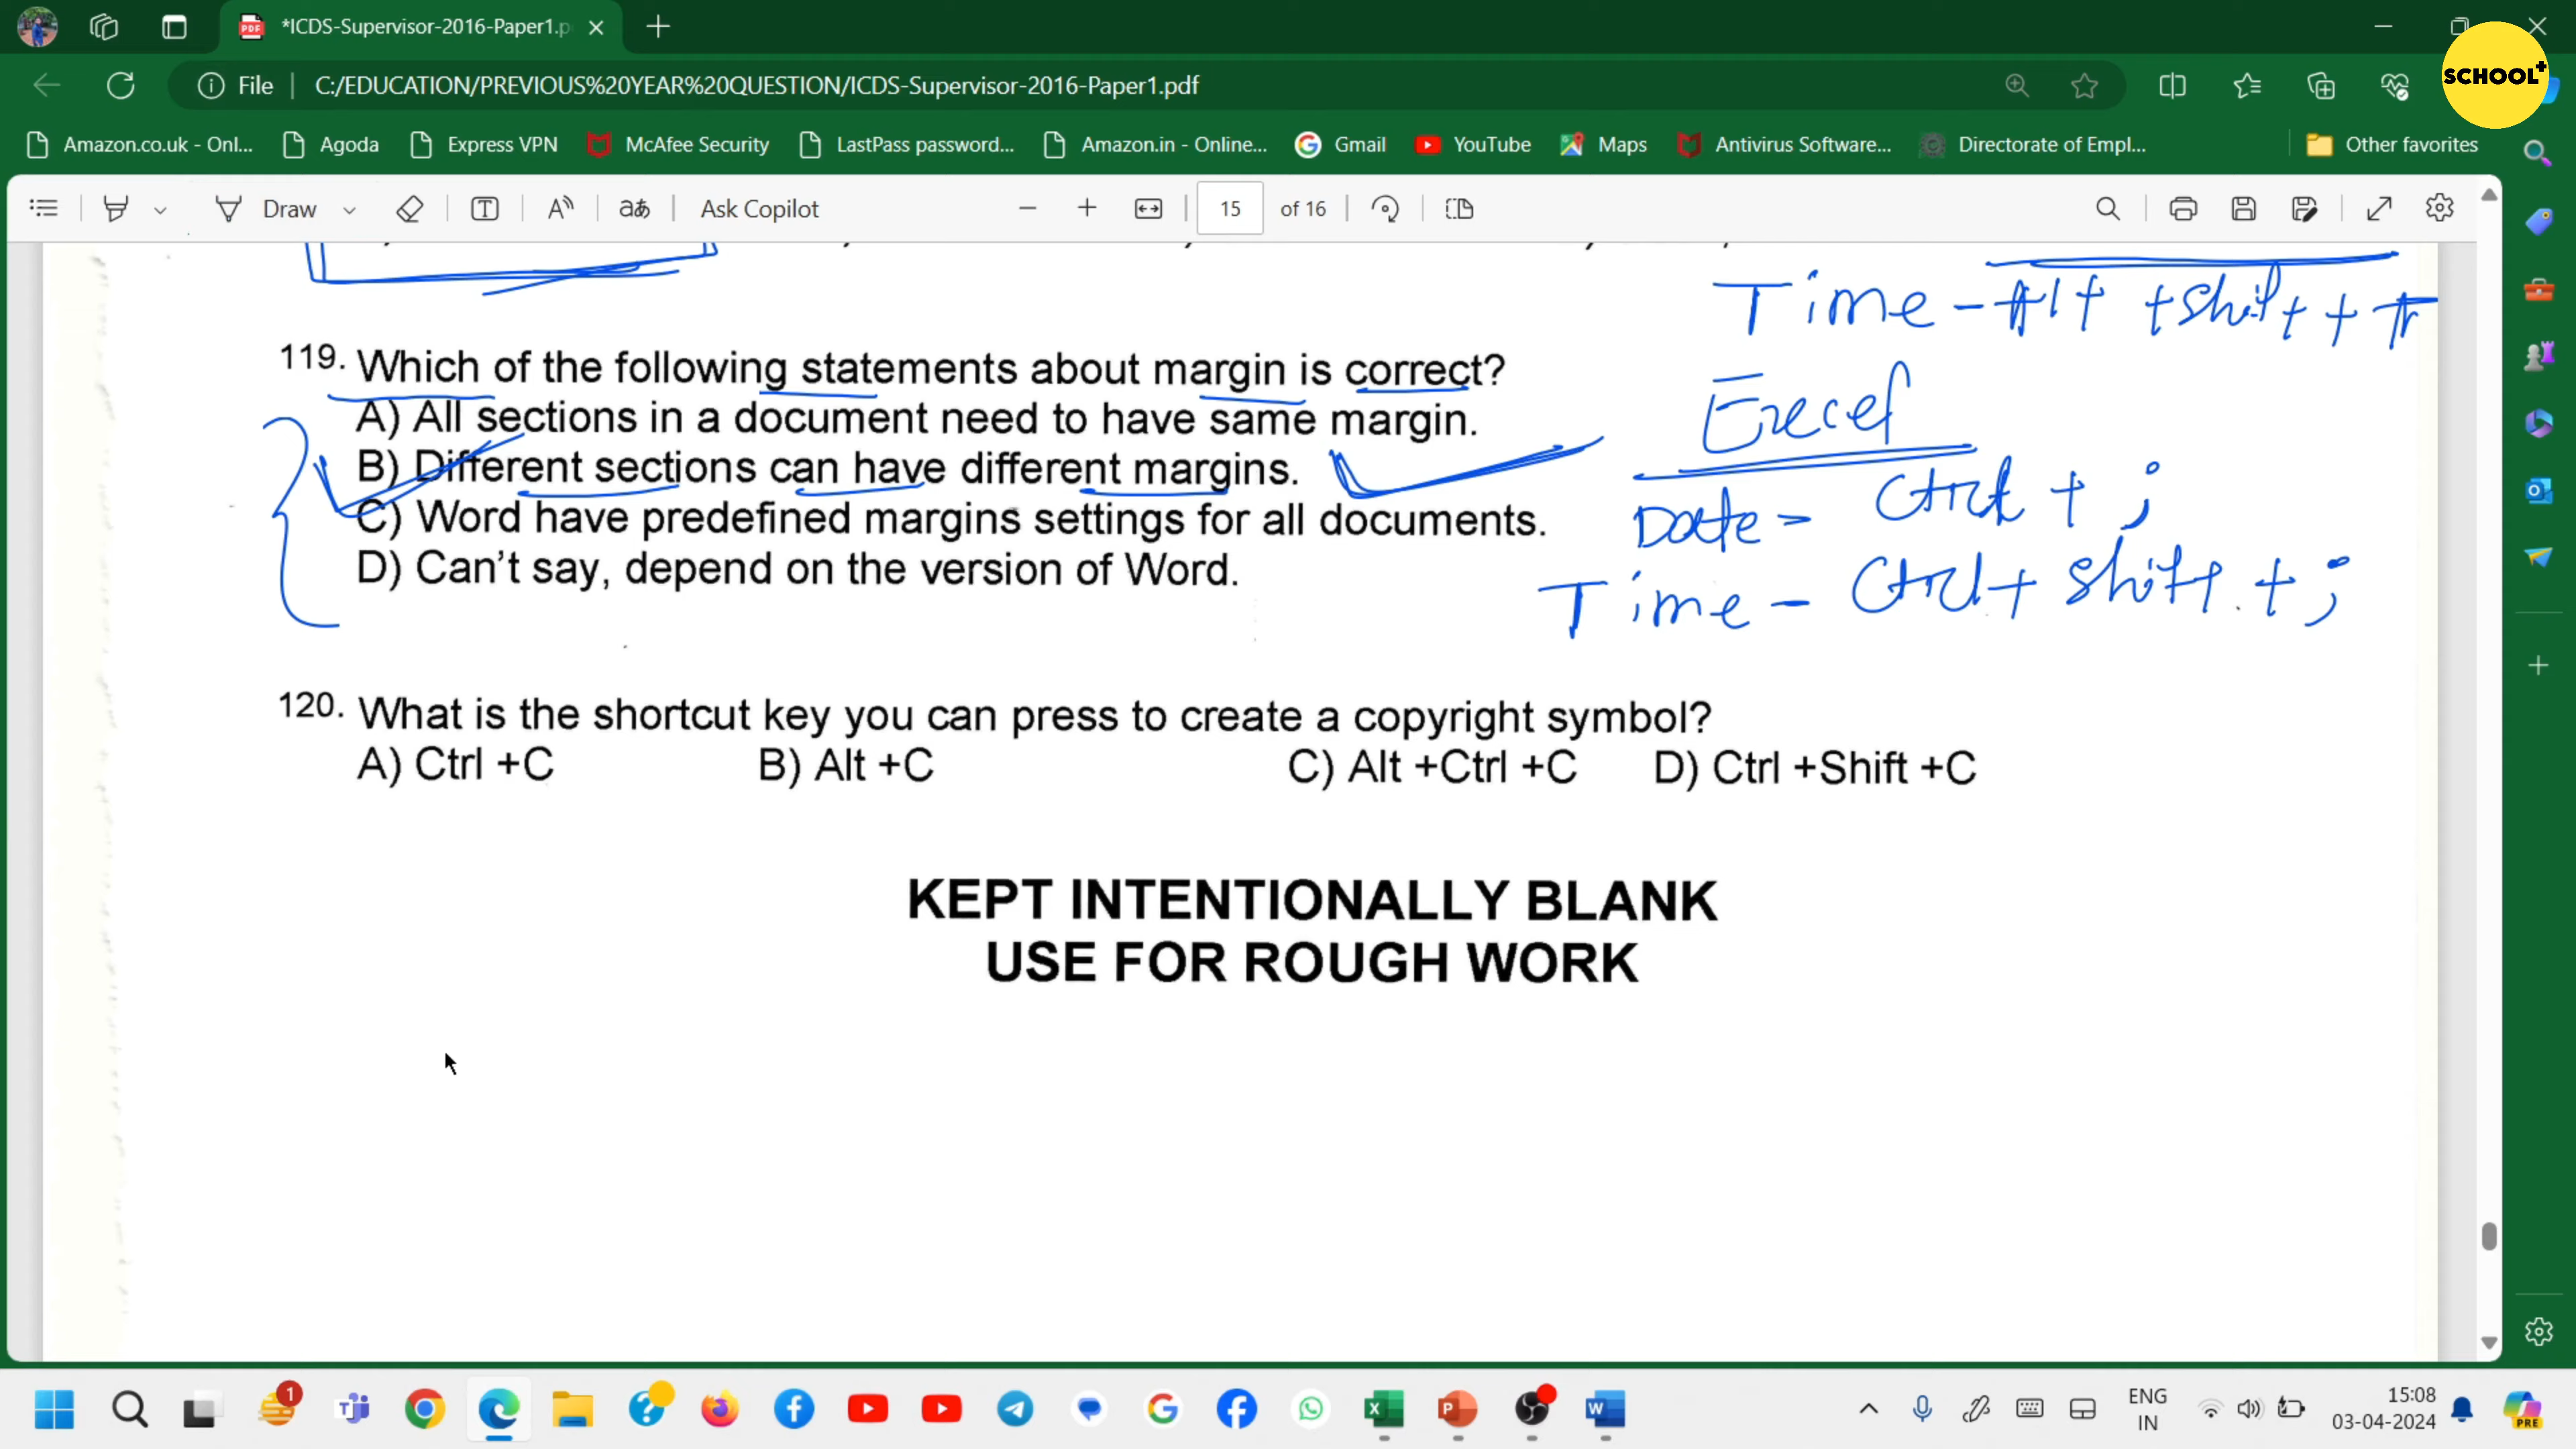 *ICDS-Supervisor-2016-Paper1.p
SCHOOL+
File
C:/EDUCATION/PREVIOUS%20YEAR%20QUESTION/ICDS-Supervisor-2016-Paper1.pdf
Amazon.co.uk - Onl... Agoda Express VPN McAfee Security LastPass password... Amazon.in - Online... Gmail YouTube Maps Antivirus Software... Directorate of Empl... Other favorites
Draw Ask Copilot 15 of 16
Time - Alt + Shift + T
119. Which of the following statements about margin is correct?
A) All sections in a document need to have same margin.
B) Different sections can have different margins.
C) Word have predefined margins settings for all documents.
D) Can't say, depend on the version of Word.
Excel
Date - Ctrl + ;
Time - Ctrl + Shift + ;
120. What is the shortcut key you can press to create a copyright symbol?
A) Ctrl +C B) Alt +C C) Alt +Ctrl +C D) Ctrl +Shift +C
KEPT INTENTIONALLY BLANK
USE FOR ROUGH WORK
1
ENG
IN
15:08
03-04-2024
PRE